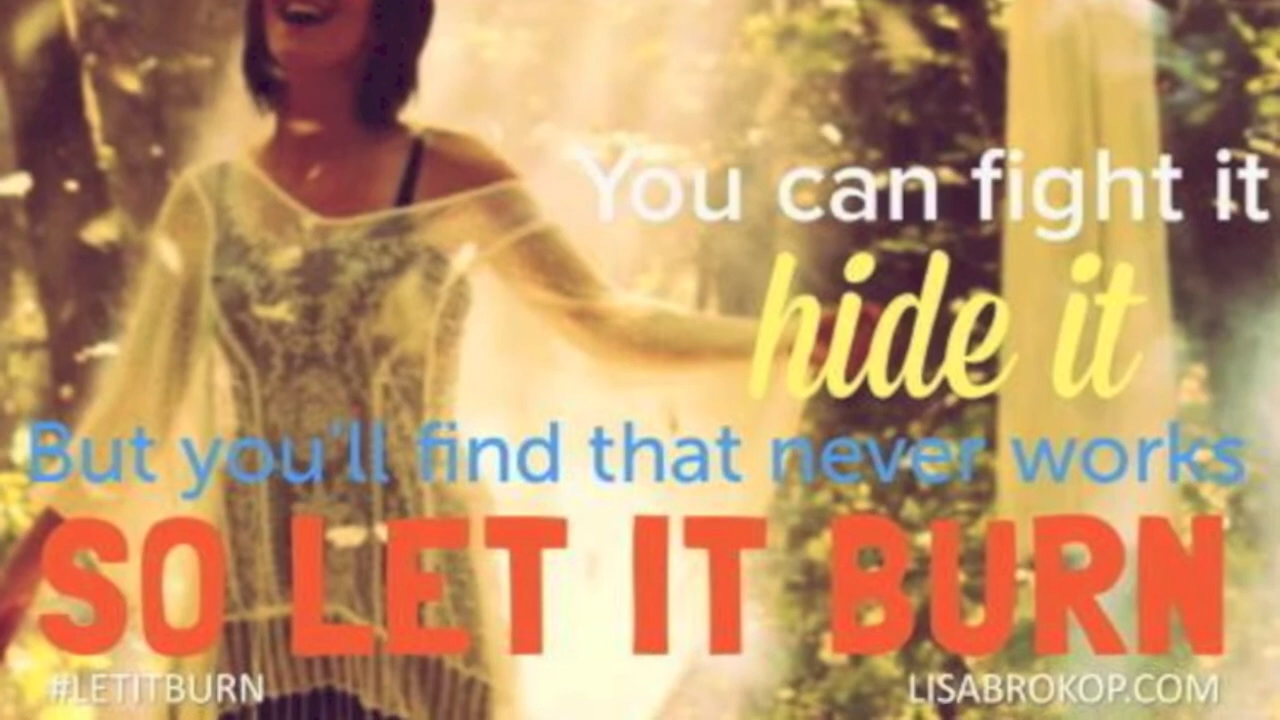 You can fight it
hide it
But you'll find that never works
SO LET IT BURN
#LETITBURN
LISABROKOP.COM